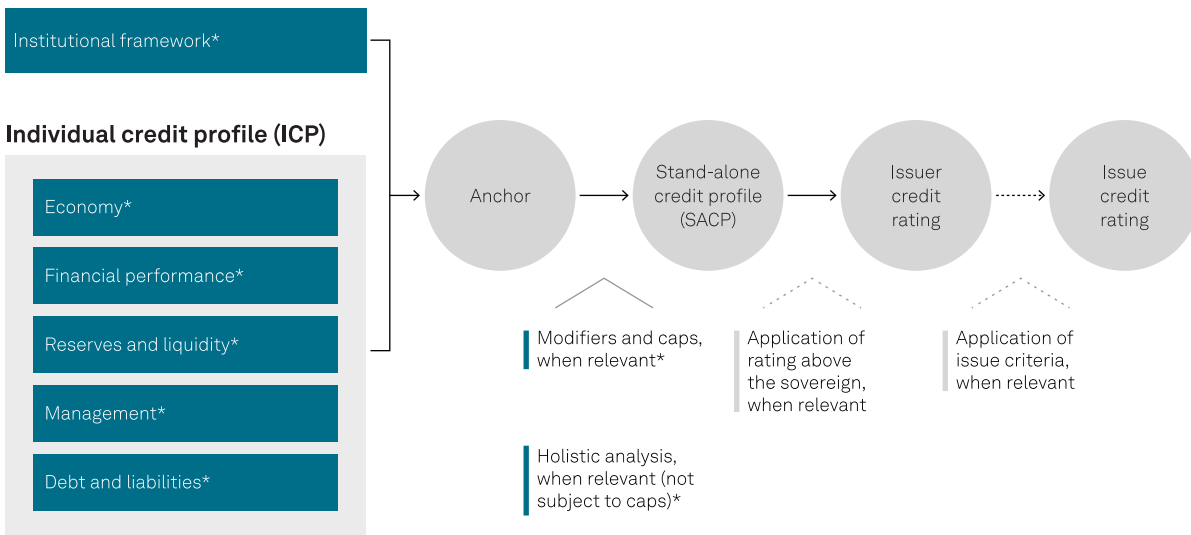 Institutional framework*
Individual credit profile (ICP)
Economy*
Financial performance*
Reserves and liquidity*
Management*
Debt and liabilities*
Anchor
Stand-alone
credit profile
(SACP)
Issuer
credit
rating
Issue
credit
rating
Modifiers and caps,
when relevant*
Holistic analysis,
when relevant (not
subject to caps)*
Application of
rating above
the sovereign,
when relevant
Application of
issue criteria,
when relevant